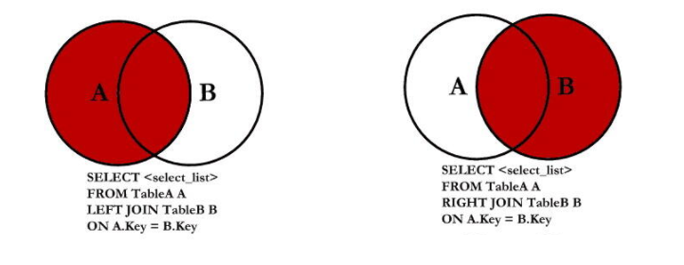 A B
SELECT <select_list>
FROM TableA A
LEFT JOIN TableB B
ON A.Key = B.Key
A B
SELECT <select_list>
FROM TableA A
RIGHT JOIN TableB B
ON A.Key = B.Key